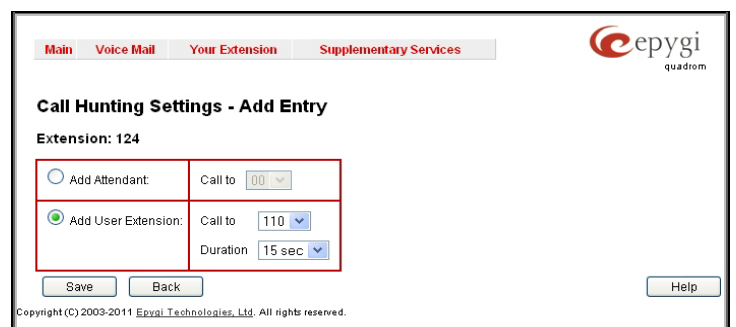 Main Voice Mail Your Extension Supplementary Services
epygi
quadrom
Call Hunting Settings - Add Entry
Extension: 124
Add Attendant: Call to 00
Add User Extension: Call to 110
Duration 15 sec
Save Back Help
Copyright (C) 2003-2011 Epygi Technologies, Ltd. All rights reserved.